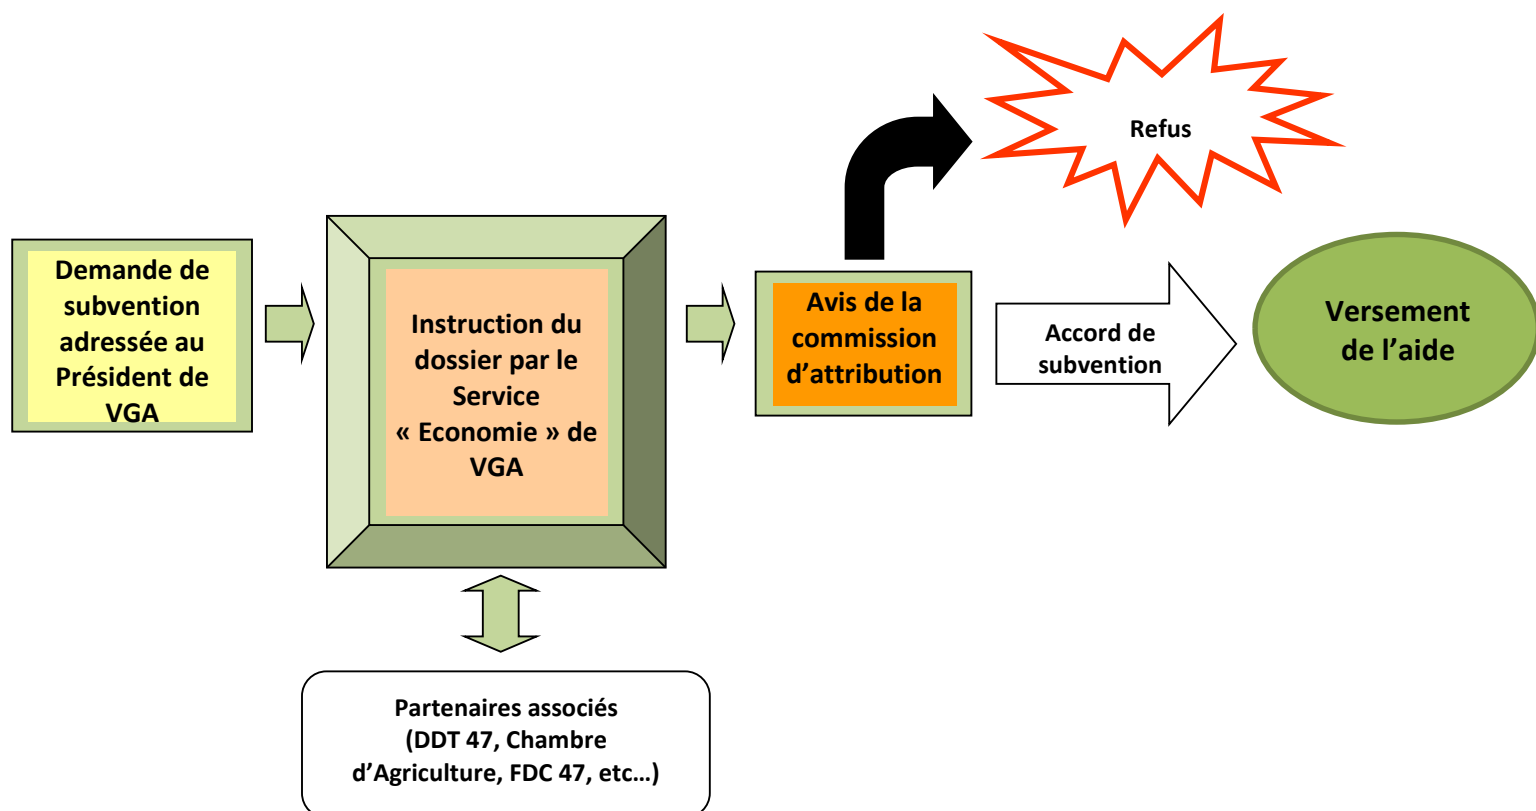 Demande de
subvention
adressée au
Président de
VGA
Instruction du
dossier par le
Service
« Economie » de
VGA
Partenaires associés
(DDT 47, Chambre
d’Agriculture, FDC 47, etc…)
Avis de la
commission
d’attribution
Refus
Accord de
subvention
Versement
de l’aide